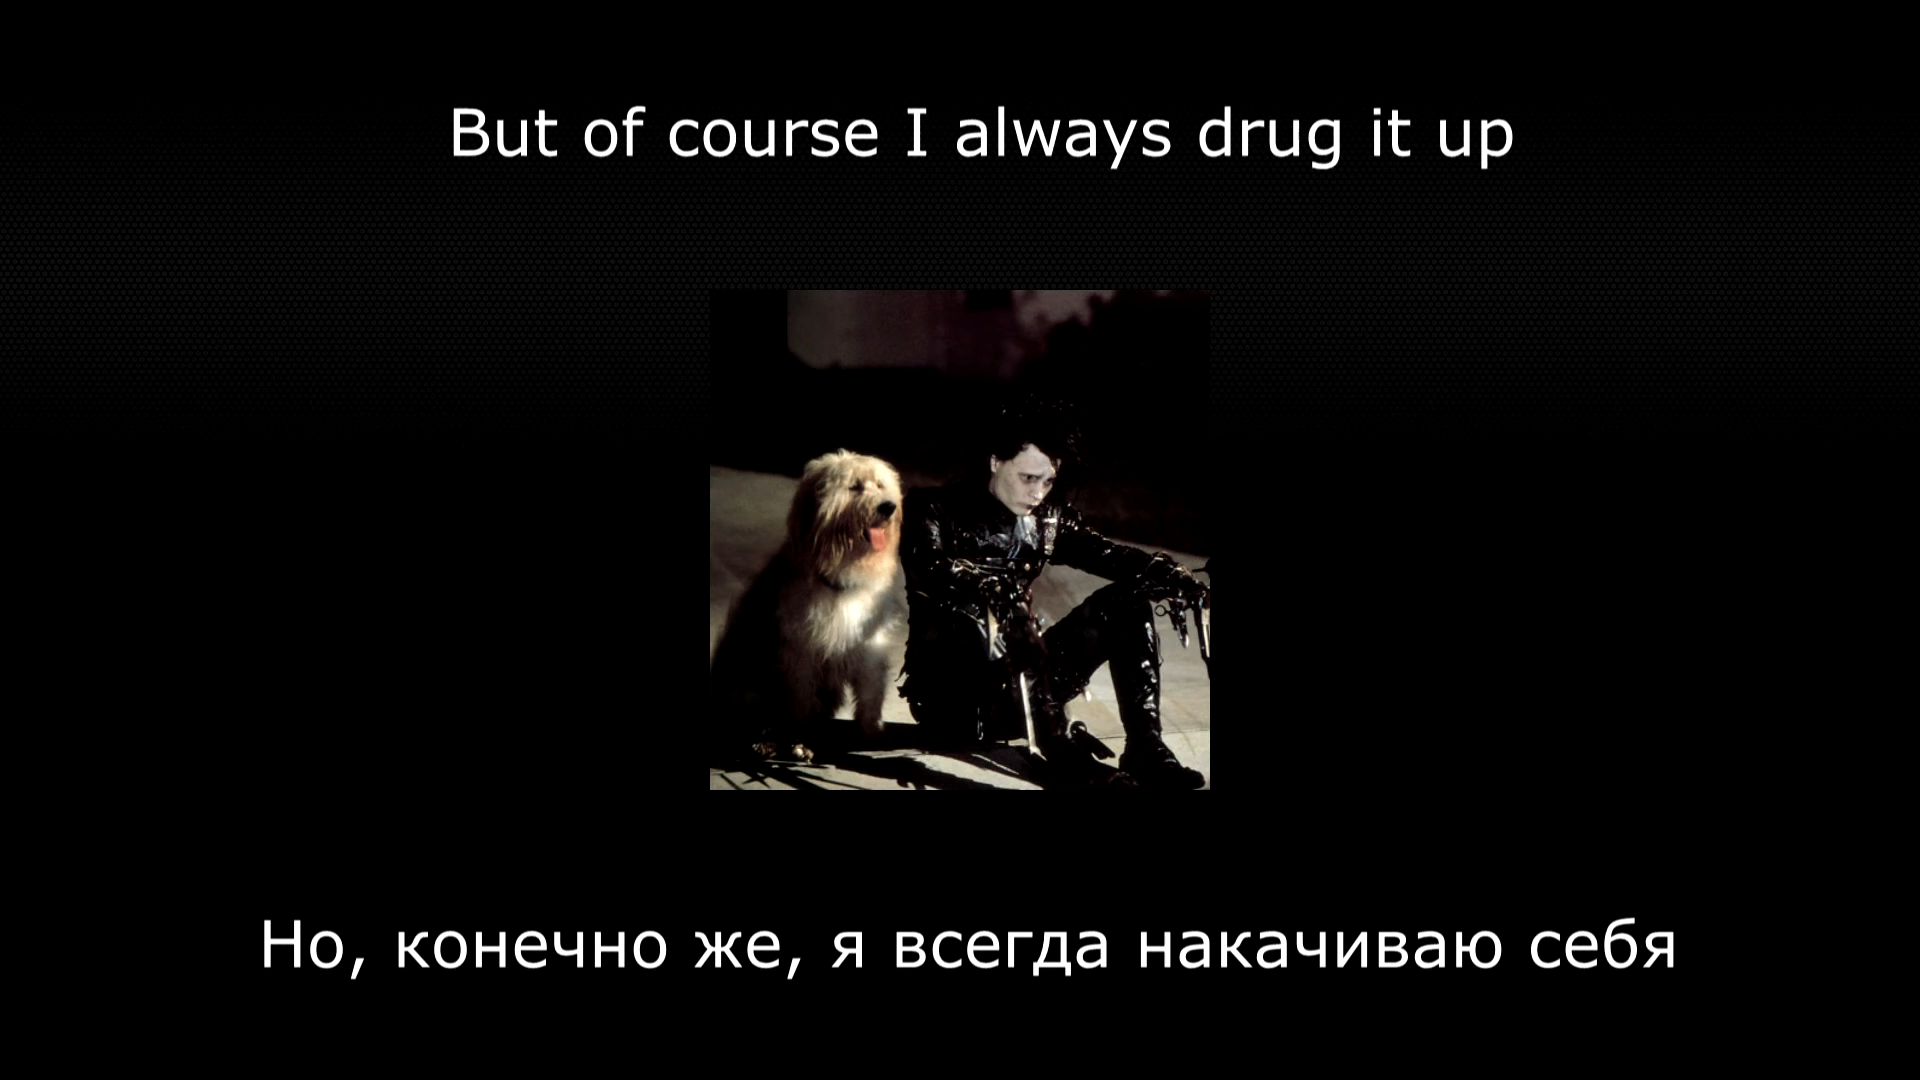 But of course I always drug it up
Но, конечно же, я всегда накачиваю себя